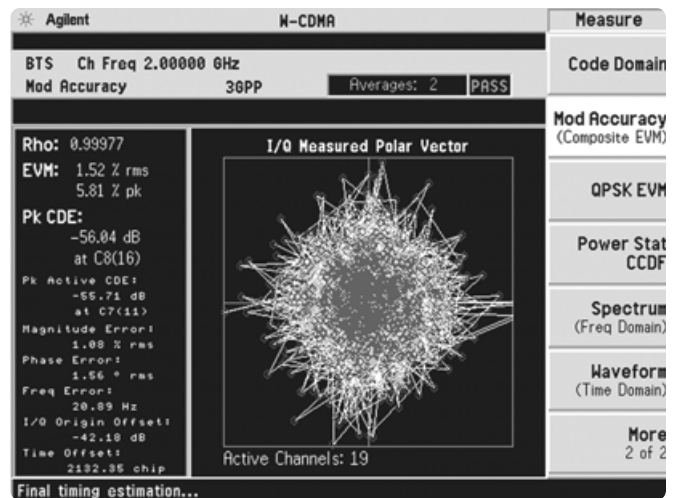 Agilent W-CDMA Measure
BTS Ch Freq 2.00000 GHz
Mod Accuracy 3GPP Averages: 2 PASS
Rho: 0.99977
EVM: 1.52 % rms
5.81 % pk
Pk CDE:
-56.04 dB
at C8(16)
Pk Active CDE:
-55.71 dB
at C7(11)
Magnitude Error:
1.08 % rms
Phase Error:
1.56 ° rms
Freq Error:
20.89 Hz
I/Q Origin Offset:
-42.18 dB
Time Offset:
2132.35 chip
I/Q Measured Polar Vector
Active Channels: 19
Final timing estimation...
Code Domain
Mod Accuracy
(Composite EVM)
QPSK EVM
Power Stat
CCDF
Spectrum
(Freq Domain)
Waveform
(Time Domain)
More
2 of 2